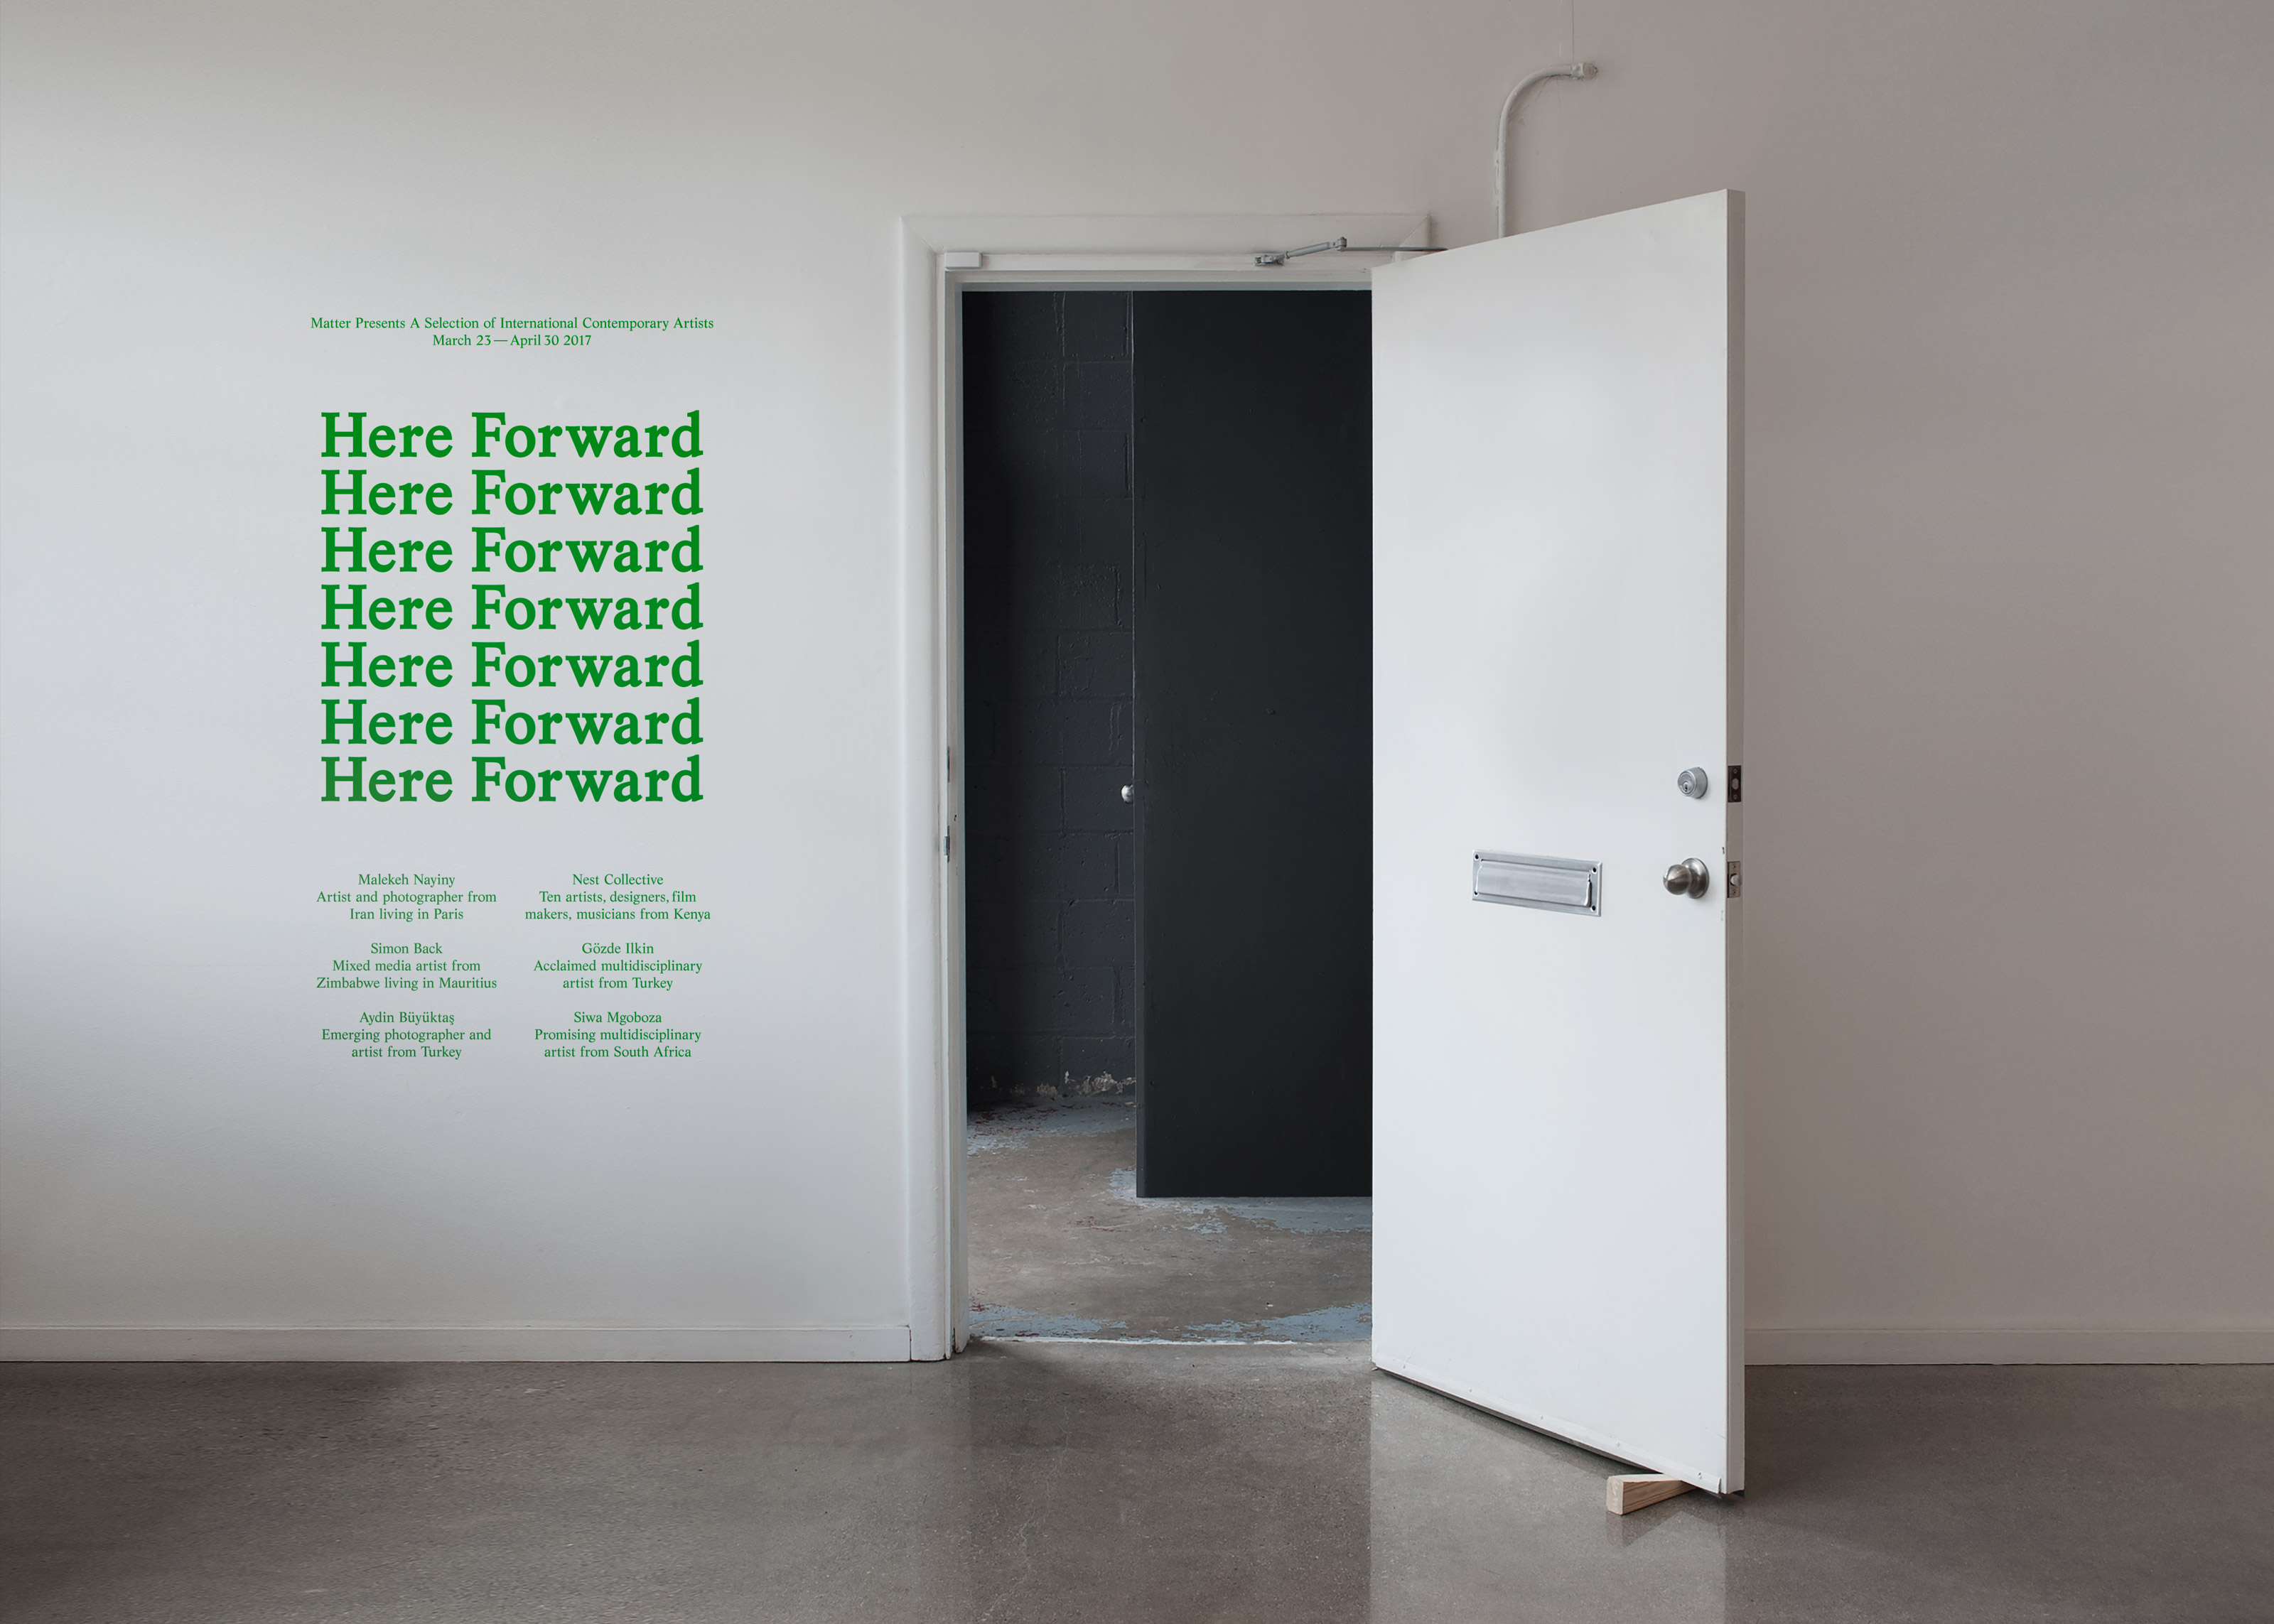 Matter Presents A Selection of International Contemporary Artists
March 23 — April 30 2017
Here Forward
Here Forward
Here Forward
Here Forward
Here Forward
Here Forward
Here Forward
Malekeh Nayiny
Artist and photographer from
Iran living in Paris
Simon Back
Mixed media artist from
Zimbabwe living in Mauritius
Aydin Büyüktaş
Emerging photographer and
artist from Turkey
Nest Collective
Ten artists, designers, film
makers, musicians from Kenya
Gözde Ilkin
Acclaimed multidisciplinary
artist from Turkey
Siwa Mgoboza
Promising multidisciplinary
artist from South Africa